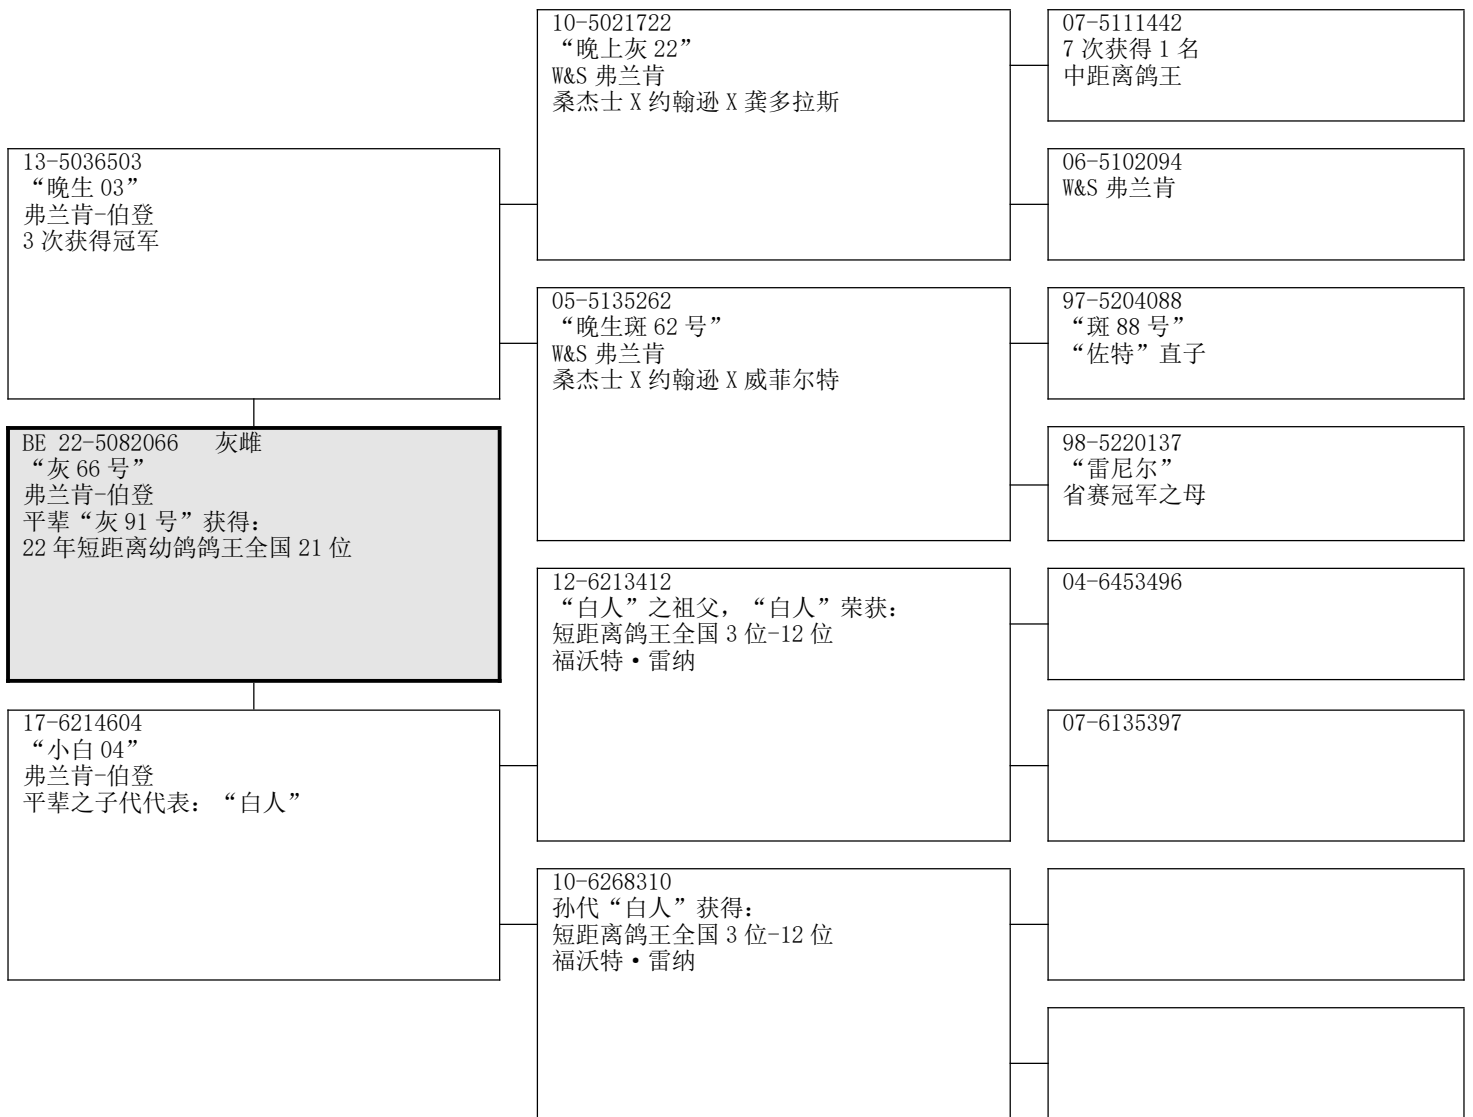 10-5021722
“晚上灰 22”
W&S 弗兰肯
桑杰士 X 约翰逊 X 龚多拉斯
07-5111442
7 次获得 1 名
中距离鸽王
13-5036503
“晚生 03”
弗兰肯-伯登
3 次获得冠军
06-5102094
W&S 弗兰肯
05-5135262
“晚生斑 62 号”
W&S 弗兰肯
桑杰士 X 约翰逊 X 威菲尔特
97-5204088
“斑 88 号”
“佐特”直子
BE 22-5082066 灰雌
“灰 66 号”
弗兰肯-伯登
平辈“灰 91 号”获得：
22 年短距离幼鸽鸽王全国 21 位
98-5220137
“雷尼尔”
省赛冠军之母
12-6213412
“白人”之祖父，“白人”荣获：
短距离鸽王全国 3 位-12 位
福沃特·雷纳
04-6453496
17-6214604
“小白 04”
弗兰肯-伯登
平辈之子代代表：“白人”
07-6135397
10-6268310
孙代“白人”获得：
短距离鸽王全国 3 位-12 位
福沃特·雷纳